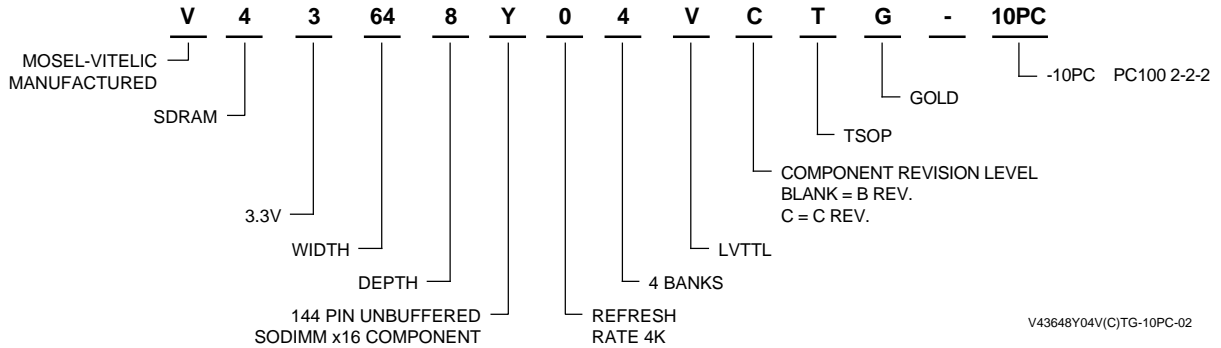 V 4 3 64 8 Y 0 4 V C T G - 10PC
MOSEL-VITELIC
MANUFACTURED
-10PC PC100 2-2-2
GOLD
SDRAM
TSOP
COMPONENT REVISION LEVEL
BLANK = B REV.
C = C REV.
3.3V
WIDTH
LVTTL
DEPTH
4 BANKS
144 PIN UNBUFFERED
SODIMM x16 COMPONENT
REFRESH
RATE 4K
V43648Y04V(C)TG-10PC-02